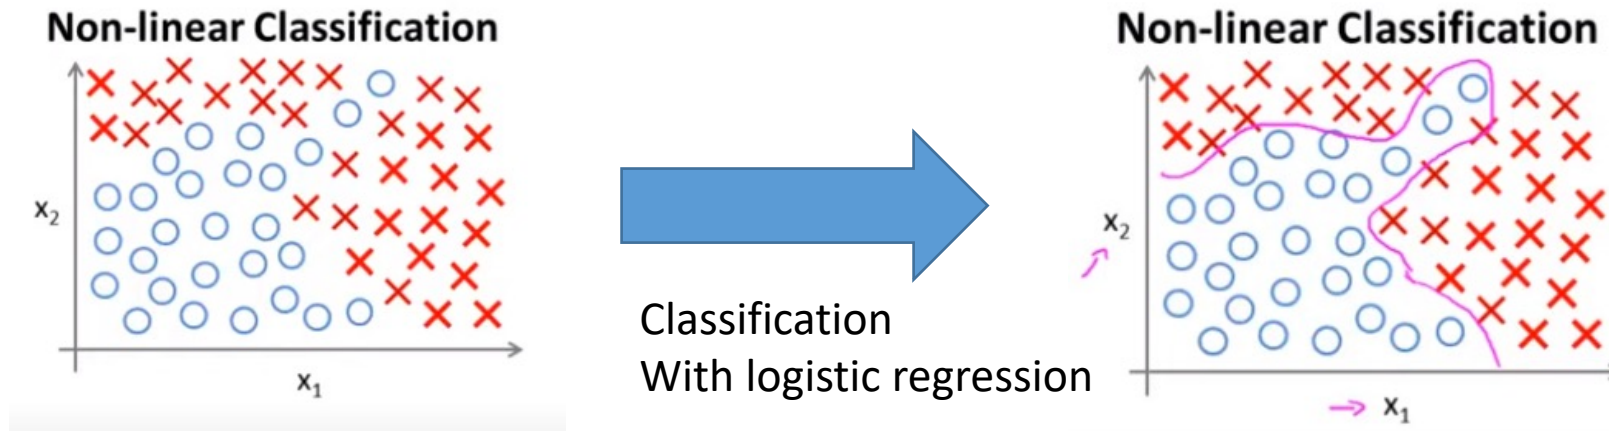 Non-linear Classification
x₂
x₁
Classification
With logistic regression
Non-linear Classification
x₂
x₁